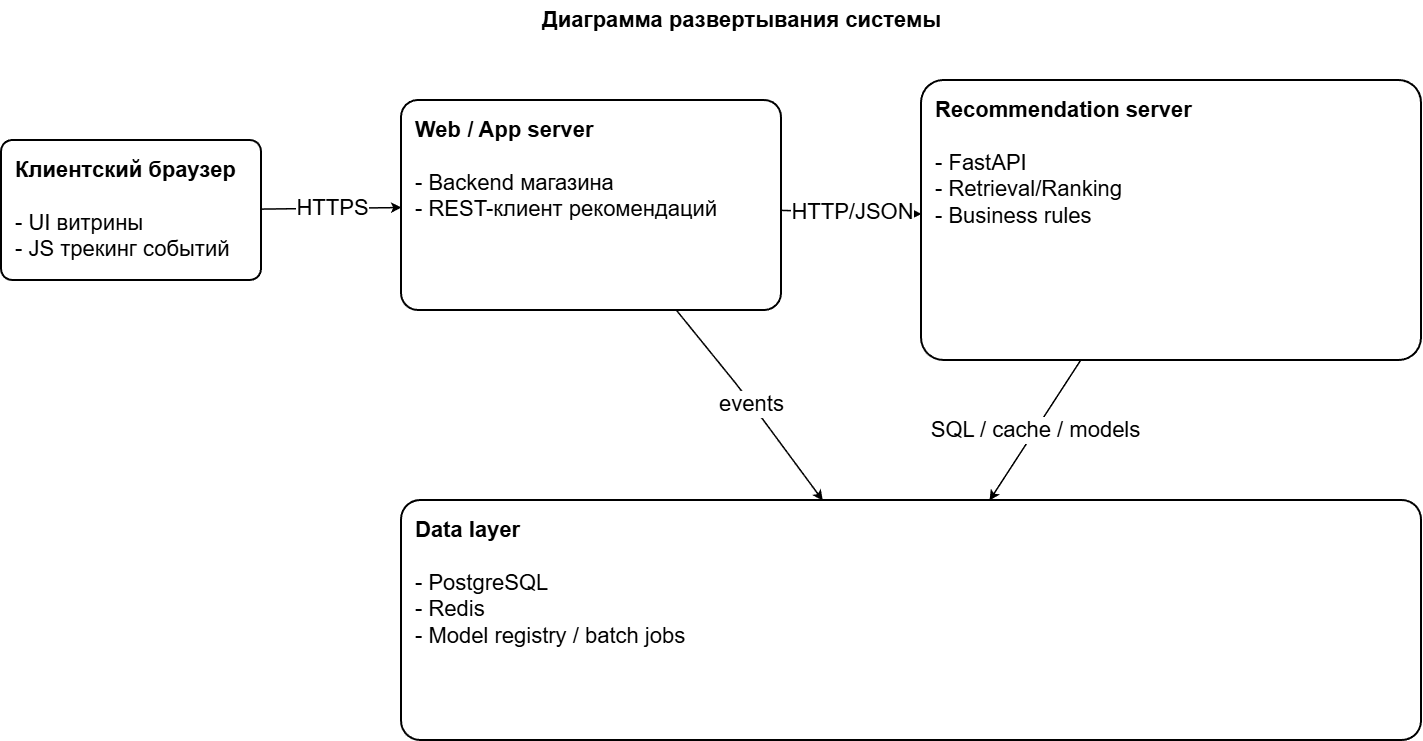 Диаграмма развертывания системы
Клиентский браузер
- UI витрины
- JS трекинг событий
HTTPS
Web / App server
- Backend магазина
- REST-клиент рекомендаций
HTTP/JSON
Recommendation server
- FastAPI
- Retrieval/Ranking
- Business rules
events
SQL / cache / models
Data layer
- PostgreSQL
- Redis
- Model registry / batch jobs